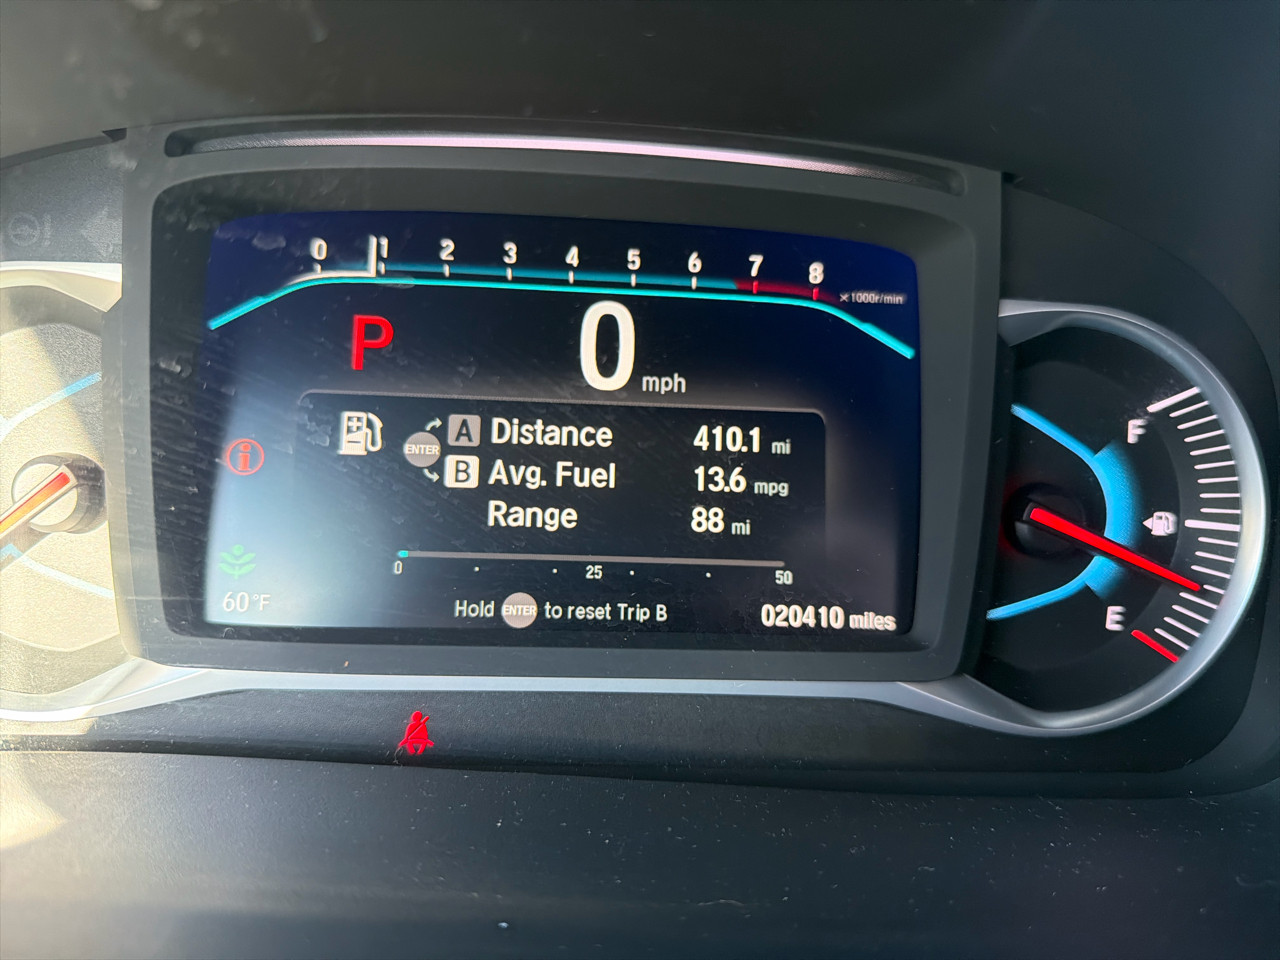 0 1 2 3 4 5 6 7 8
x1000r/min
P 0 mph
A Distance 410.1 mi
ENTER
B Avg. Fuel 13.6 mpg
Range 88 mi
0 25 50
Hold ENTER to reset Trip B
60°F
020410 miles
F
E